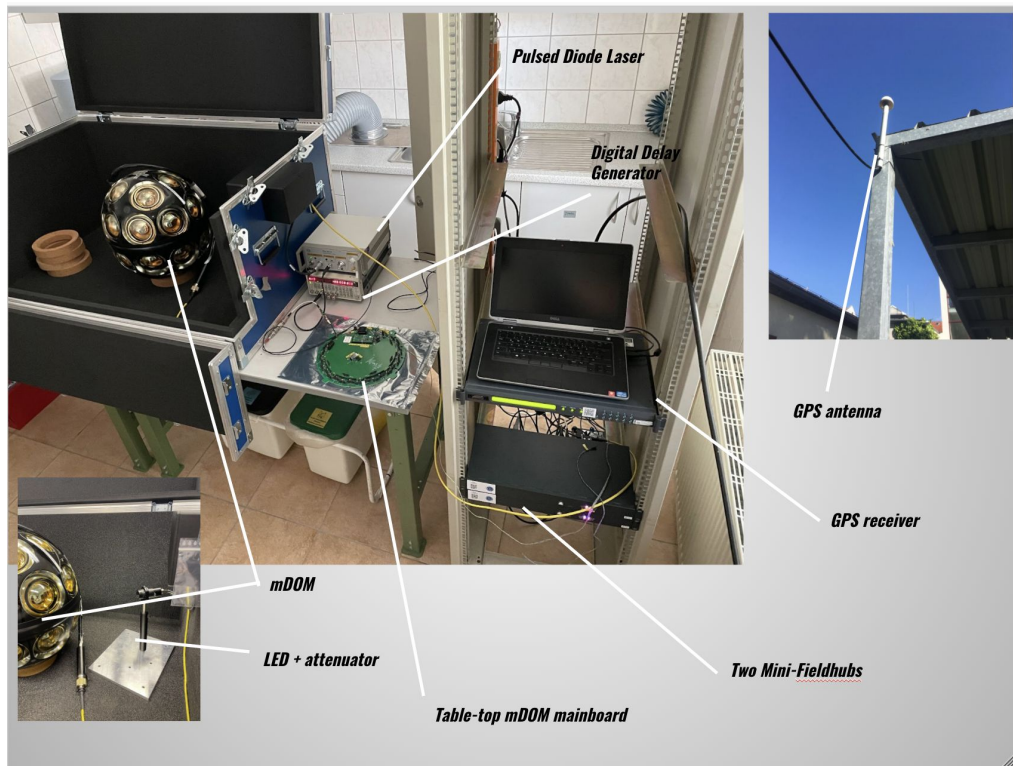 Pulsed Diode Laser
Digital Delay
Generator
GPS antenna
GPS receiver
mDOM
LED + attenuator
Two Mini-Fieldhubs
Table-top mDOM mainboard